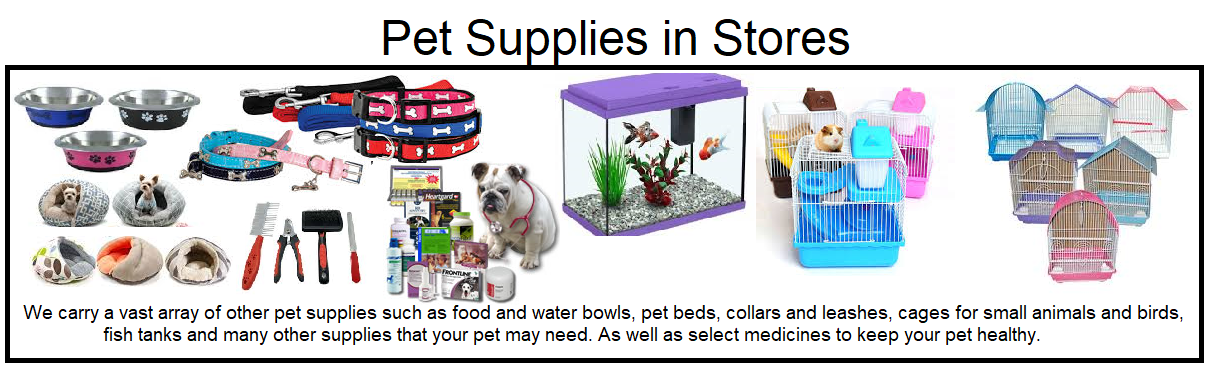 Pet Supplies in Stores
Heartgard
FRONTLINE
We carry a vast array of other pet supplies such as food and water bowls, pet beds, collars and leashes, cages for small animals and birds,
fish tanks and many other supplies that your pet may need. As well as select medicines to keep your pet healthy.